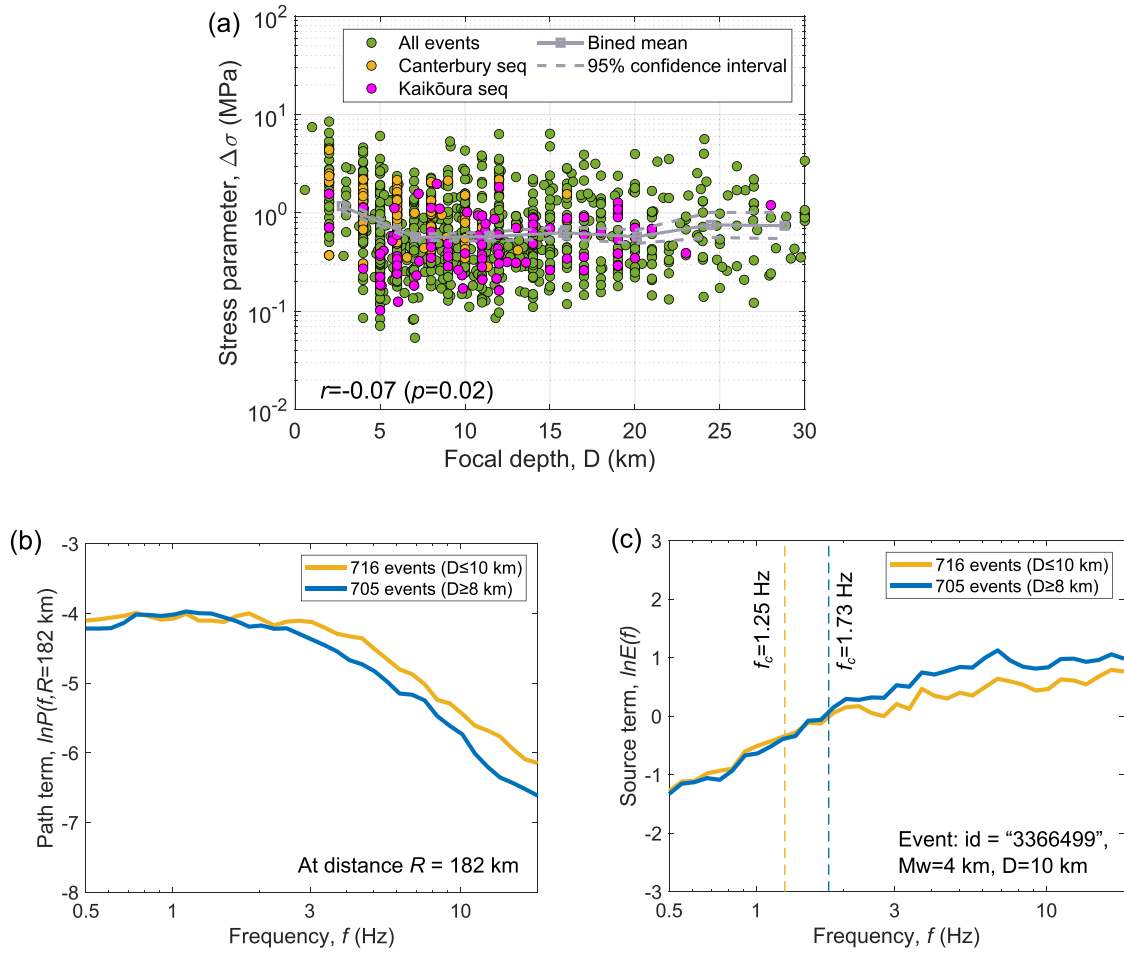 (a)
10²
10¹
10⁰
10⁻¹
10⁻²
Stress parameter, Δσ (MPa)
All events
Canterbury seq
Kaikōura seq
Bined mean
95% confidence interval
r=-0.07 (p=0.02)
0
5
10
15
20
25
30
Focal depth, D (km)
(b)
-3
-4
-5
-6
-7
-8
Path term, lnP(f,R=182 km)
716 events (D≤10 km)
705 events (D≥8 km)
At distance R = 182 km
0.5
1
3
10
Frequency, f (Hz)
(c)
3
2
1
0
-1
-2
-3
Source term, lnE(f)
f_c=1.25 Hz
f_c=1.73 Hz
716 events (D≤10 km)
705 events (D≥8 km)
Event: id = “3366499”,
Mw=4 km, D=10 km
0.5
1
3
10
Frequency, f (Hz)